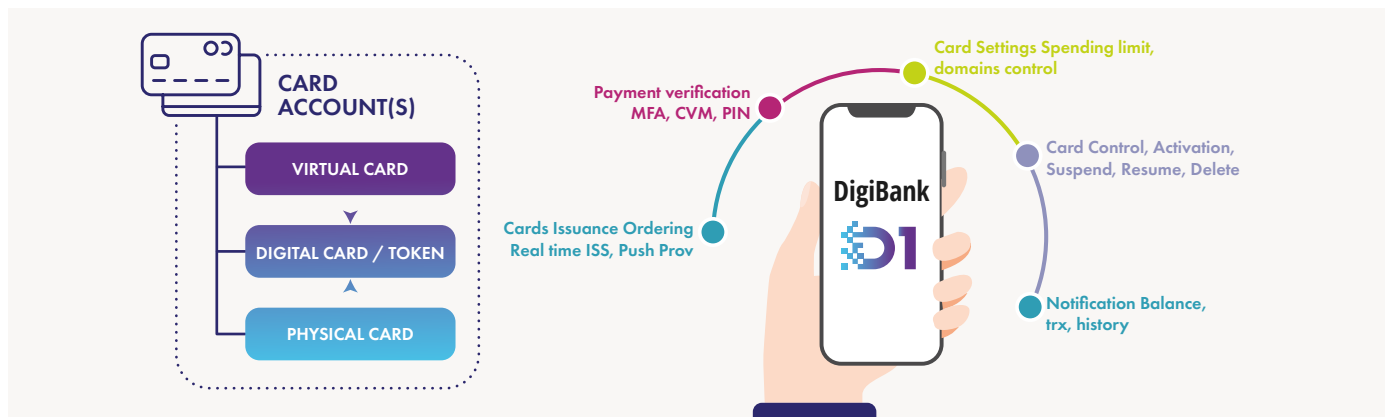 CARD
ACCOUNT(S)
VIRTUAL CARD
DIGITAL CARD / TOKEN
PHYSICAL CARD
Cards Issuance Ordering
Real time ISS, Push Prov
Payment verification
MFA, CVM, PIN
Card Settings Spending limit,
domains control
Card Control, Activation,
Suspend, Resume, Delete
Notification Balance,
trx, history
DigiBank
D1